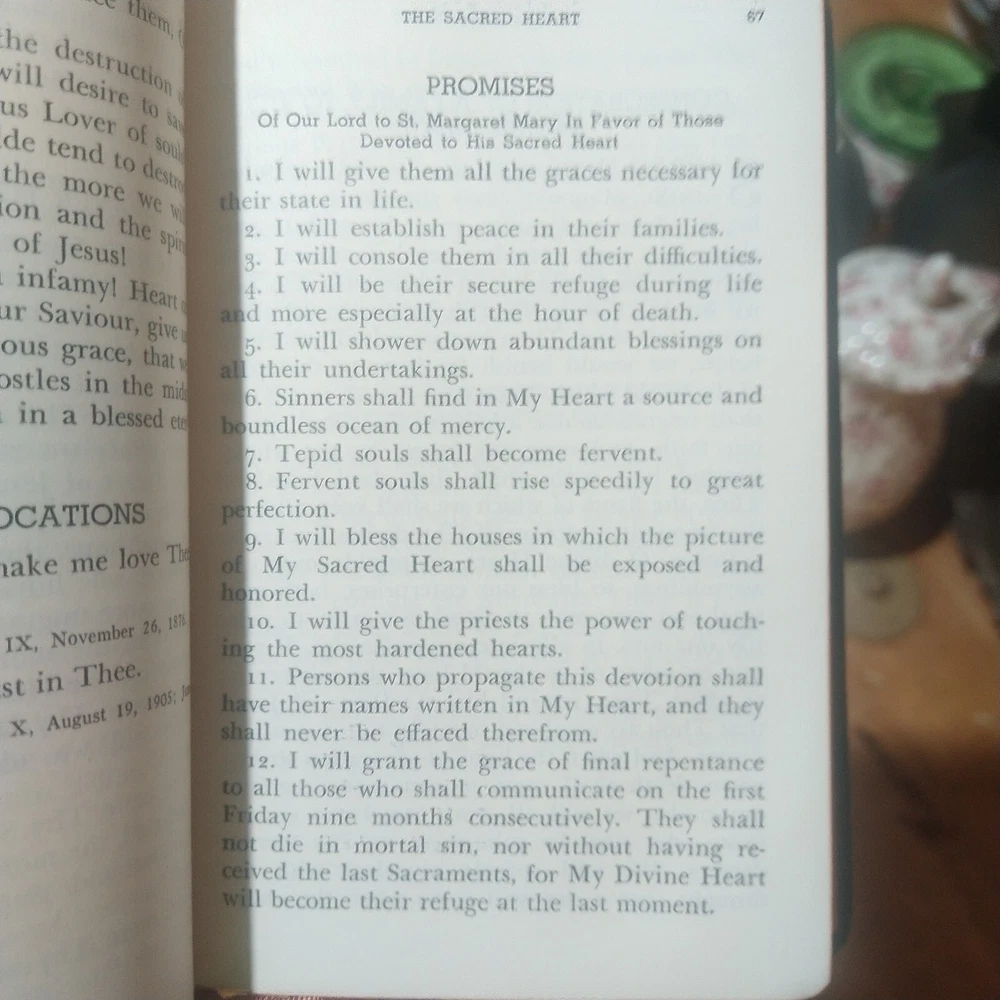 them,
the destruction
will desire to
us Lover of
de tend to
the more we
ion and the
of Jesus!
infamy! Heart
ur Saviour, give
ous grace, that
ostles in the
in a blessed
OCATIONS
make me love
IX, November 26, 1876
st in Thee.
X, August 19, 1905;
THE SACRED HEART 67
PROMISES
Of Our Lord to St. Margaret Mary In Favor of Those
Devoted to His Sacred Heart
1. I will give them all the graces necessary for
their state in life.
2. I will establish peace in their families.
3. I will console them in all their difficulties.
4. I will be their secure refuge during life
and more especially at the hour of death.
5. I will shower down abundant blessings on
all their undertakings.
6. Sinners shall find in My Heart a source and
boundless ocean of mercy.
7. Tepid souls shall become fervent.
8. Fervent souls shall rise speedily to great
perfection.
9. I will bless the houses in which the picture
of My Sacred Heart shall be exposed and
honored.
10. I will give the priests the power of touch-
ing the most hardened hearts.
11. Persons who propagate this devotion shall
have their names written in My Heart, and they
shall never be effaced therefrom.
12. I will grant the grace of final repentance
to all those who shall communicate on the first
Friday nine months consecutively. They shall
not die in mortal sin, nor without having re-
ceived the last Sacraments, for My Divine Heart
will become their refuge at the last moment.